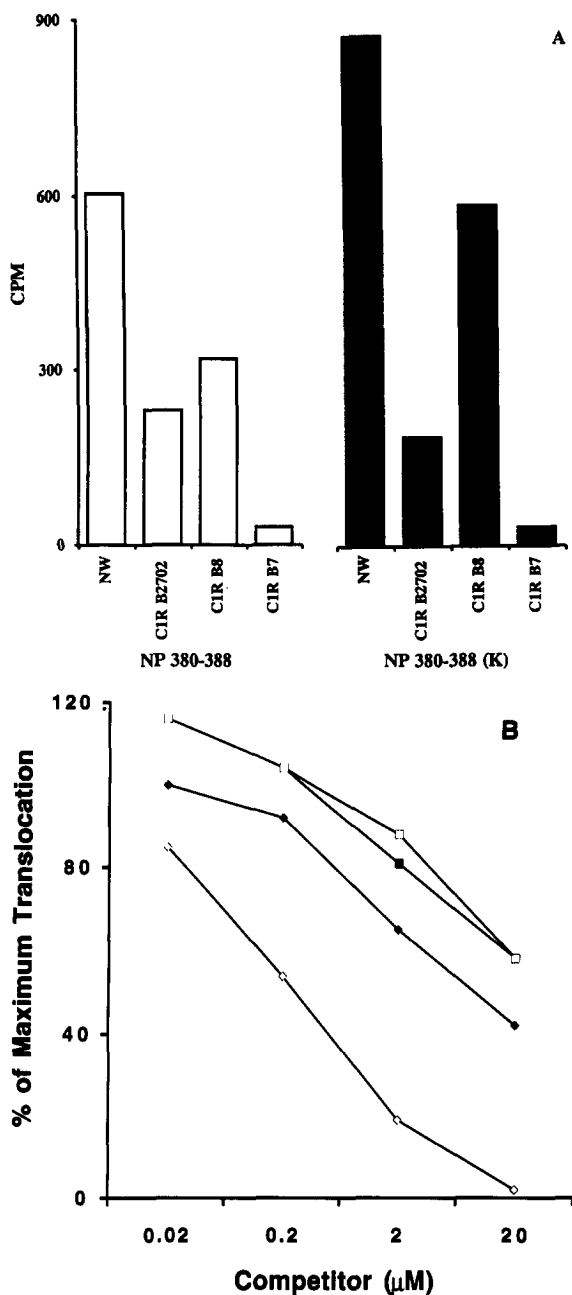 A
900
600
300
0
CPM
NW
C1R B2702
C1R B8
C1R B7
NW
C1R B2702
C1R B8
C1R B7
NP 380-388
NP 380-388 (K)
B
120
80
40
0
% of Maximum Translocation
0.02
0.2
2
20
Competitor (μM)